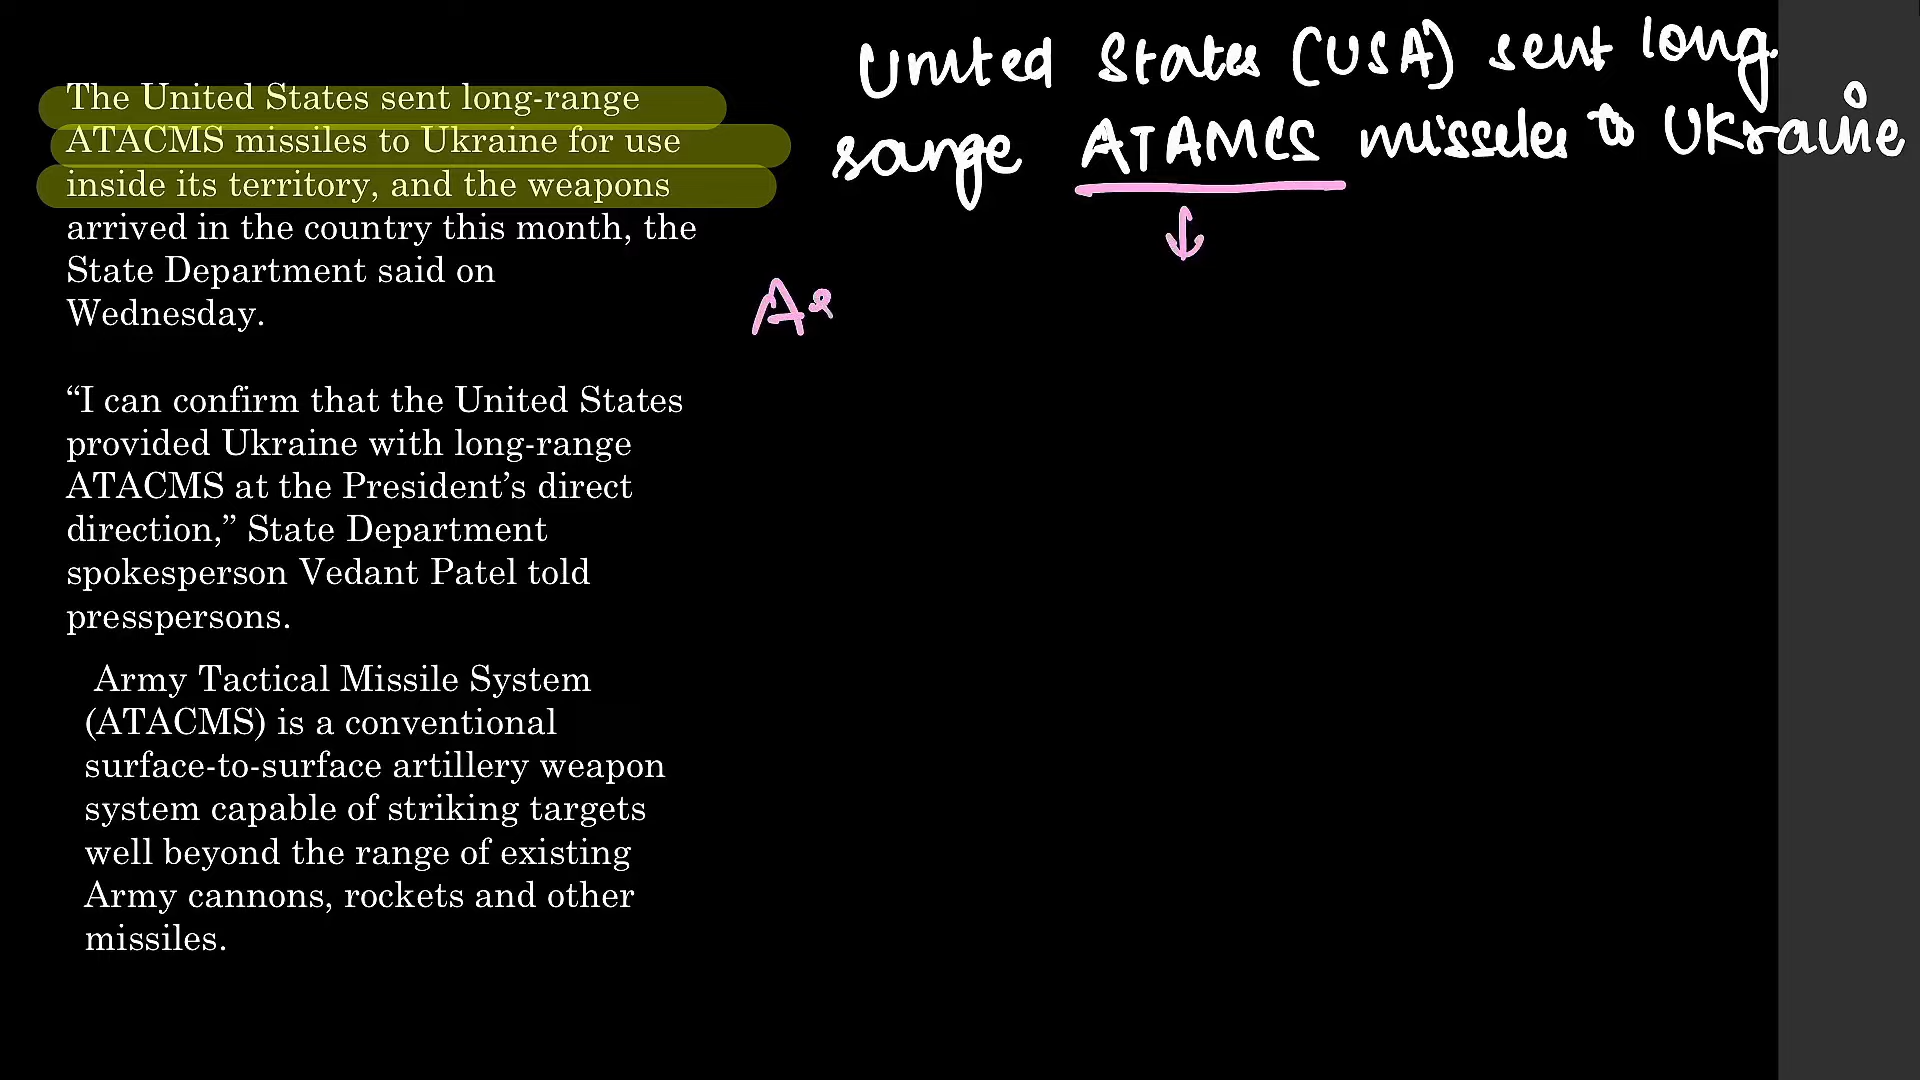 The United States sent long-range
ATACMS missiles to Ukraine for use
inside its territory, and the weapons
arrived in the country this month, the
State Department said on
Wednesday.
“I can confirm that the United States
provided Ukraine with long-range
ATACMS at the President’s direct
direction,” State Department
spokesperson Vedant Patel told
presspersons.
Army Tactical Missile System
(ATACMS) is a conventional
surface-to-surface artillery weapon
system capable of striking targets
well beyond the range of existing
Army cannons, rockets and other
missiles.
United States (USA) sent long
range ATAMCS missiles to Ukraine
Ar